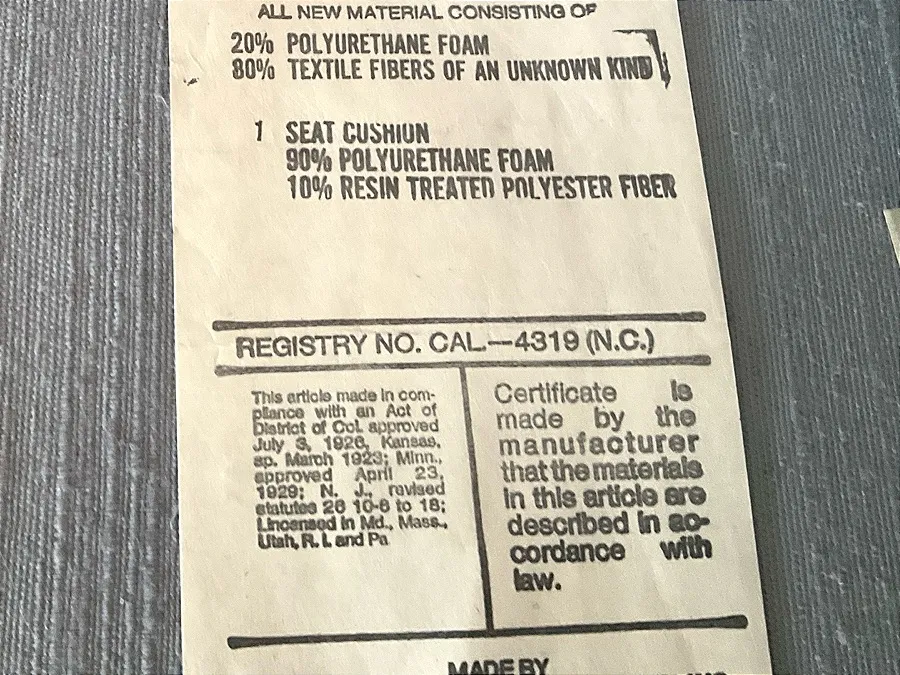 ALL NEW MATERIAL CONSISTING OF
20% POLYURETHANE FOAM
80% TEXTILE FIBERS OF AN UNKNOWN KIND
1 SEAT CUSHION
90% POLYURETHANE FOAM
10% RESIN TREATED POLYESTER FIBER
REGISTRY NO. CAL.—4319 (N.C.)
This article made in com-
pliance with an Act of
District of Col. approved
July 3, 1926, Kansas,
ap. March 1923; Minn.,
approved April 23,
1929; N. J., revised
statutes 26 10-6 to 18;
Lincensed in Md., Mass.,
Utah, R. I. and Pa
Certificate is
made by the
manufacturer
that the materials
in this article are
described in ac-
cordance with
law.
MADE BY